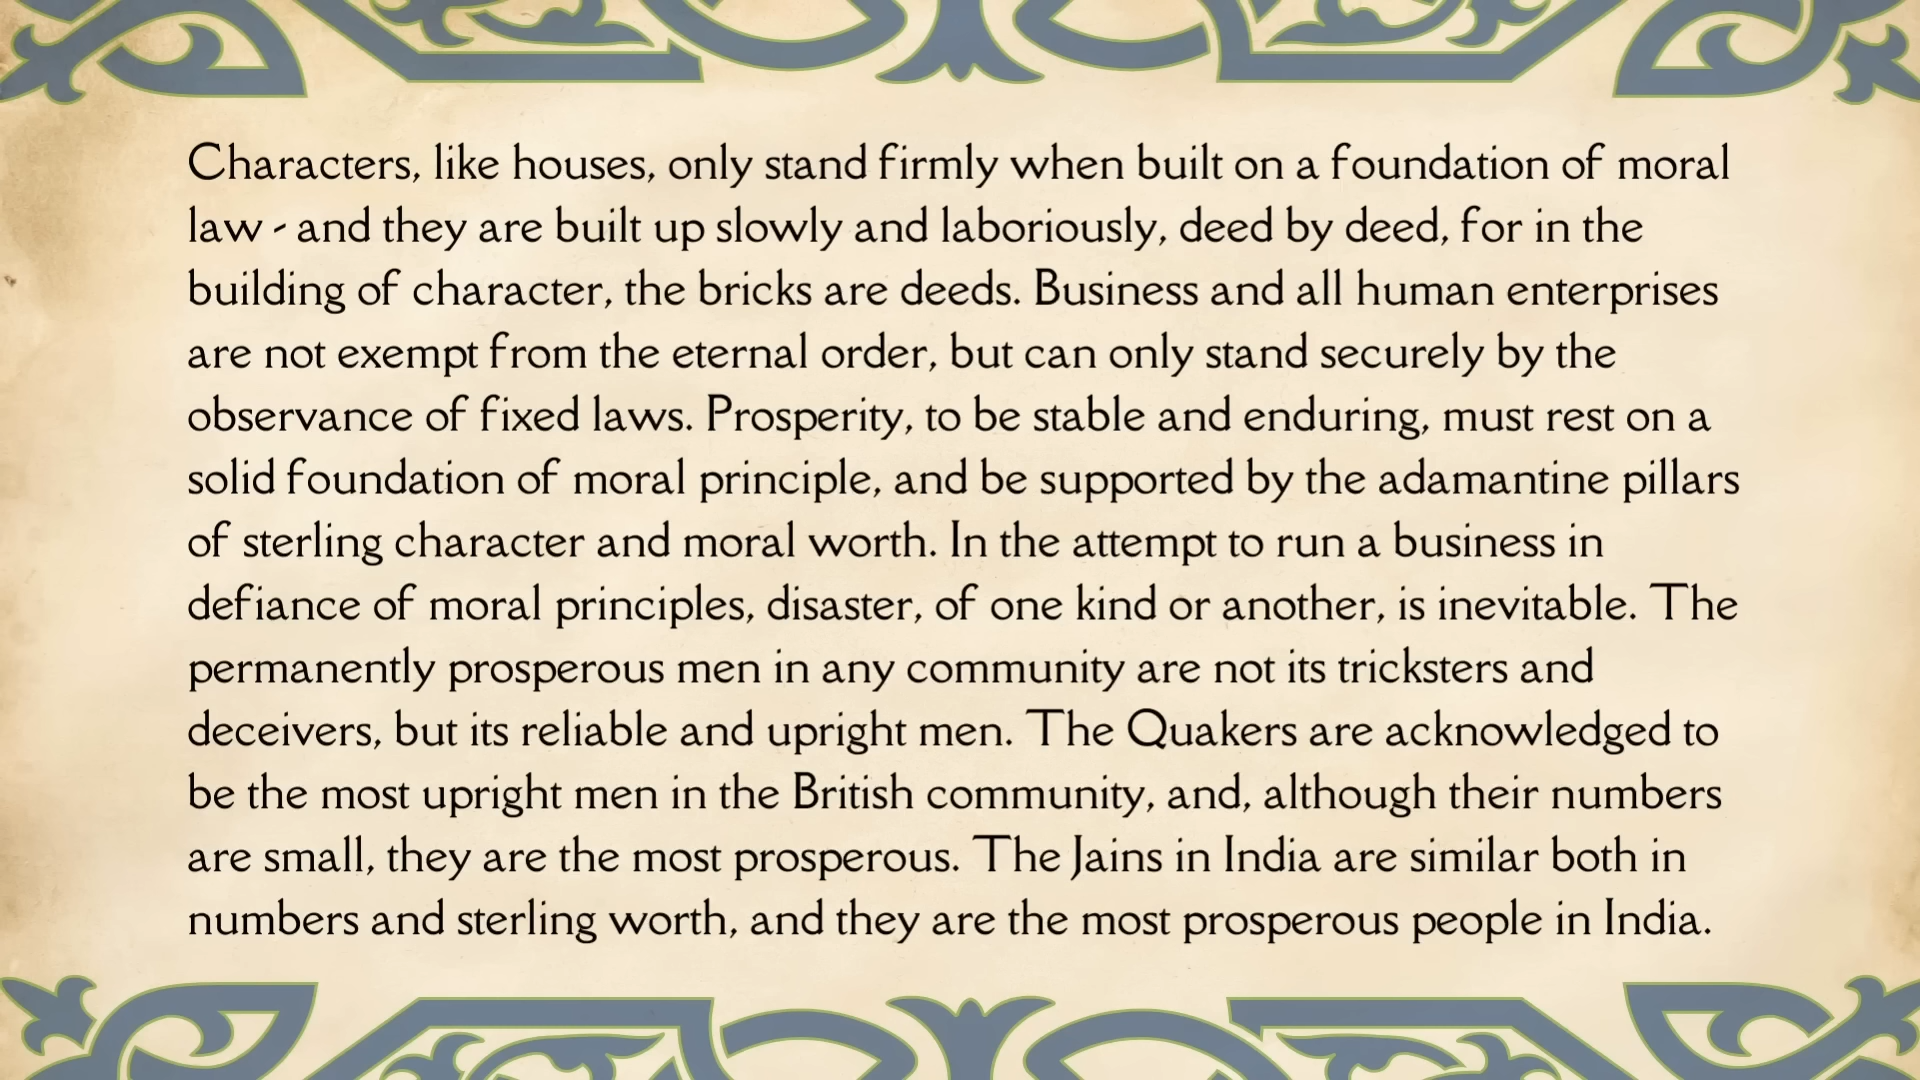 Characters, like houses, only stand firmly when built on a foundation of moral
law - and they are built up slowly and laboriously, deed by deed, for in the
building of character, the bricks are deeds. Business and all human enterprises
are not exempt from the eternal order, but can only stand securely by the
observance of fixed laws. Prosperity, to be stable and enduring, must rest on a
solid foundation of moral principle, and be supported by the adamantine pillars
of sterling character and moral worth. In the attempt to run a business in
defiance of moral principles, disaster, of one kind or another, is inevitable. The
permanently prosperous men in any community are not its tricksters and
deceivers, but its reliable and upright men. The Quakers are acknowledged to
be the most upright men in the British community, and, although their numbers
are small, they are the most prosperous. The Jains in India are similar both in
numbers and sterling worth, and they are the most prosperous people in India.